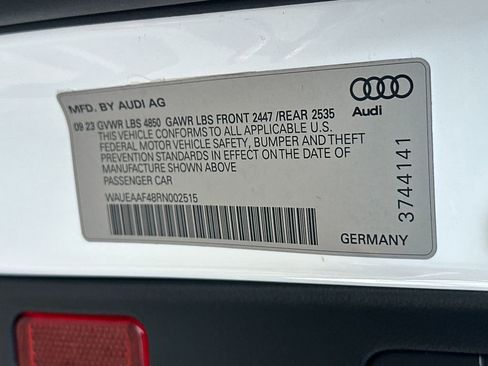 MFD. BY AUDI AG
Audi
09 23 GVWR LBS 4850 GAWR LBS FRONT 2447 /REAR 2535
THIS VEHICLE CONFORMS TO ALL APPLICABLE U.S.
FEDERAL MOTOR VEHICLE SAFETY, BUMPER AND THEFT
PREVENTION STANDARDS IN EFFECT ON THE DATE OF
MANUFACTURE SHOWN ABOVE
PASSENGER CAR
WAUEAAF48RN002515
3744141
GERMANY